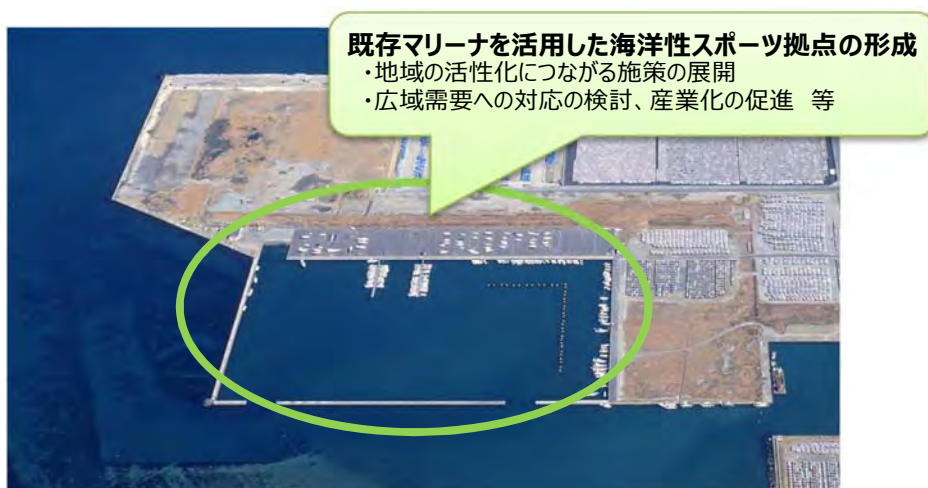 既存マリーナを活用した海洋性スポーツ拠点の形成
・地域の活性化につながる施策の展開
・広域需要への対応の検討、産業化の促進 等